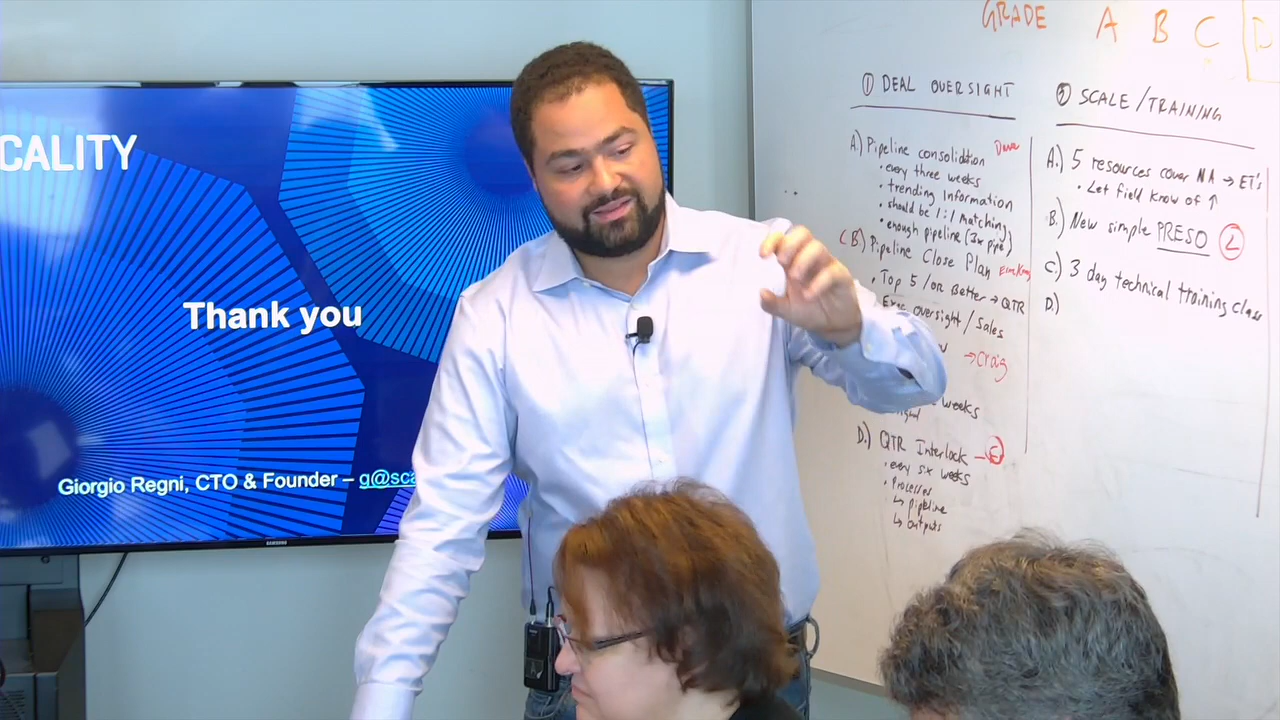 CALITY
Thank you
Giorgio Regni, CTO & Founder – g@sca
SAMSUNG
GRADE A B C D
① DEAL OVERSIGHT
A) Pipeline consolidation Dave
• every three weeks
• trending information
• should be 1:1 matching
• enough pipeline (3x pipe)
(B) Pipeline Close Plan
• Top 5 /or Better → QTR
Exec oversight / Sales
→ Craig
weeks
D.) QTR Interlock – 5
• every six weeks
• Processes
↳ pipeline
↳ outputs
② SCALE/TRAINING
A.) 5 resources cover NA → ET's
• Let field know of ↑
B.) New simple PRESO 2
C.) 3 day technical training class
D.)